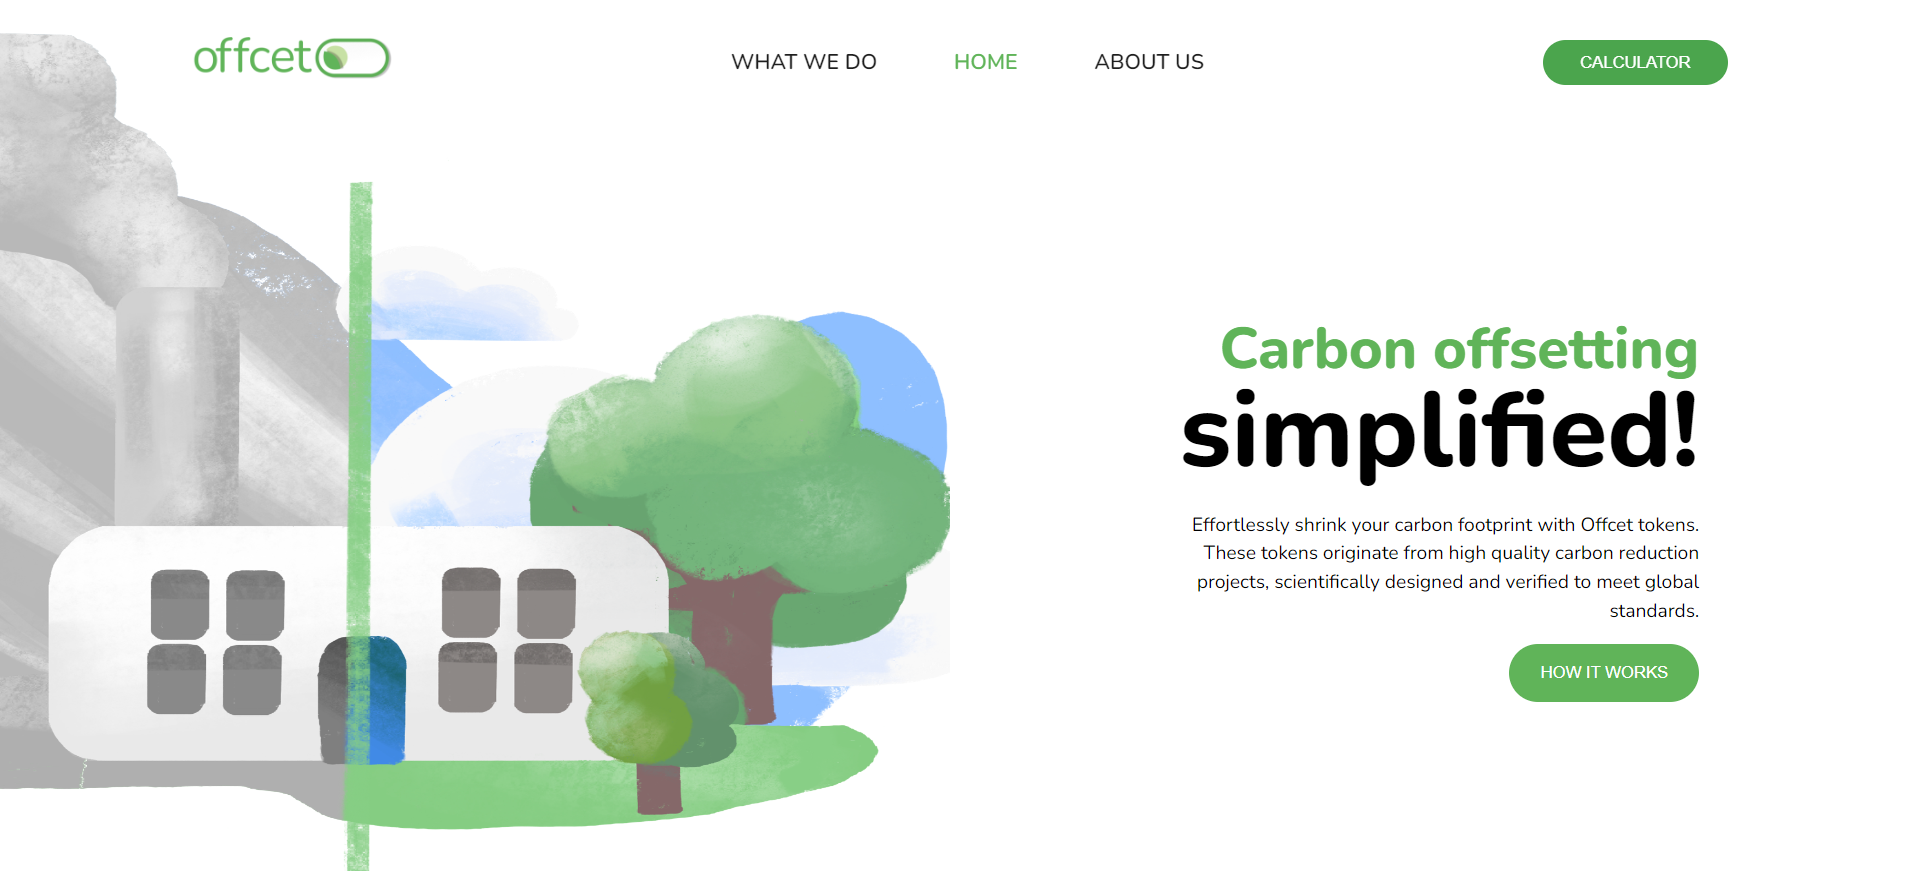 offcet
WHAT WE DO
HOME
ABOUT US
CALCULATOR
Carbon offsetting
simplified!
Effortlessly shrink your carbon footprint with Offcet tokens.
These tokens originate from high quality carbon reduction
projects, scientifically designed and verified to meet global
standards.
HOW IT WORKS